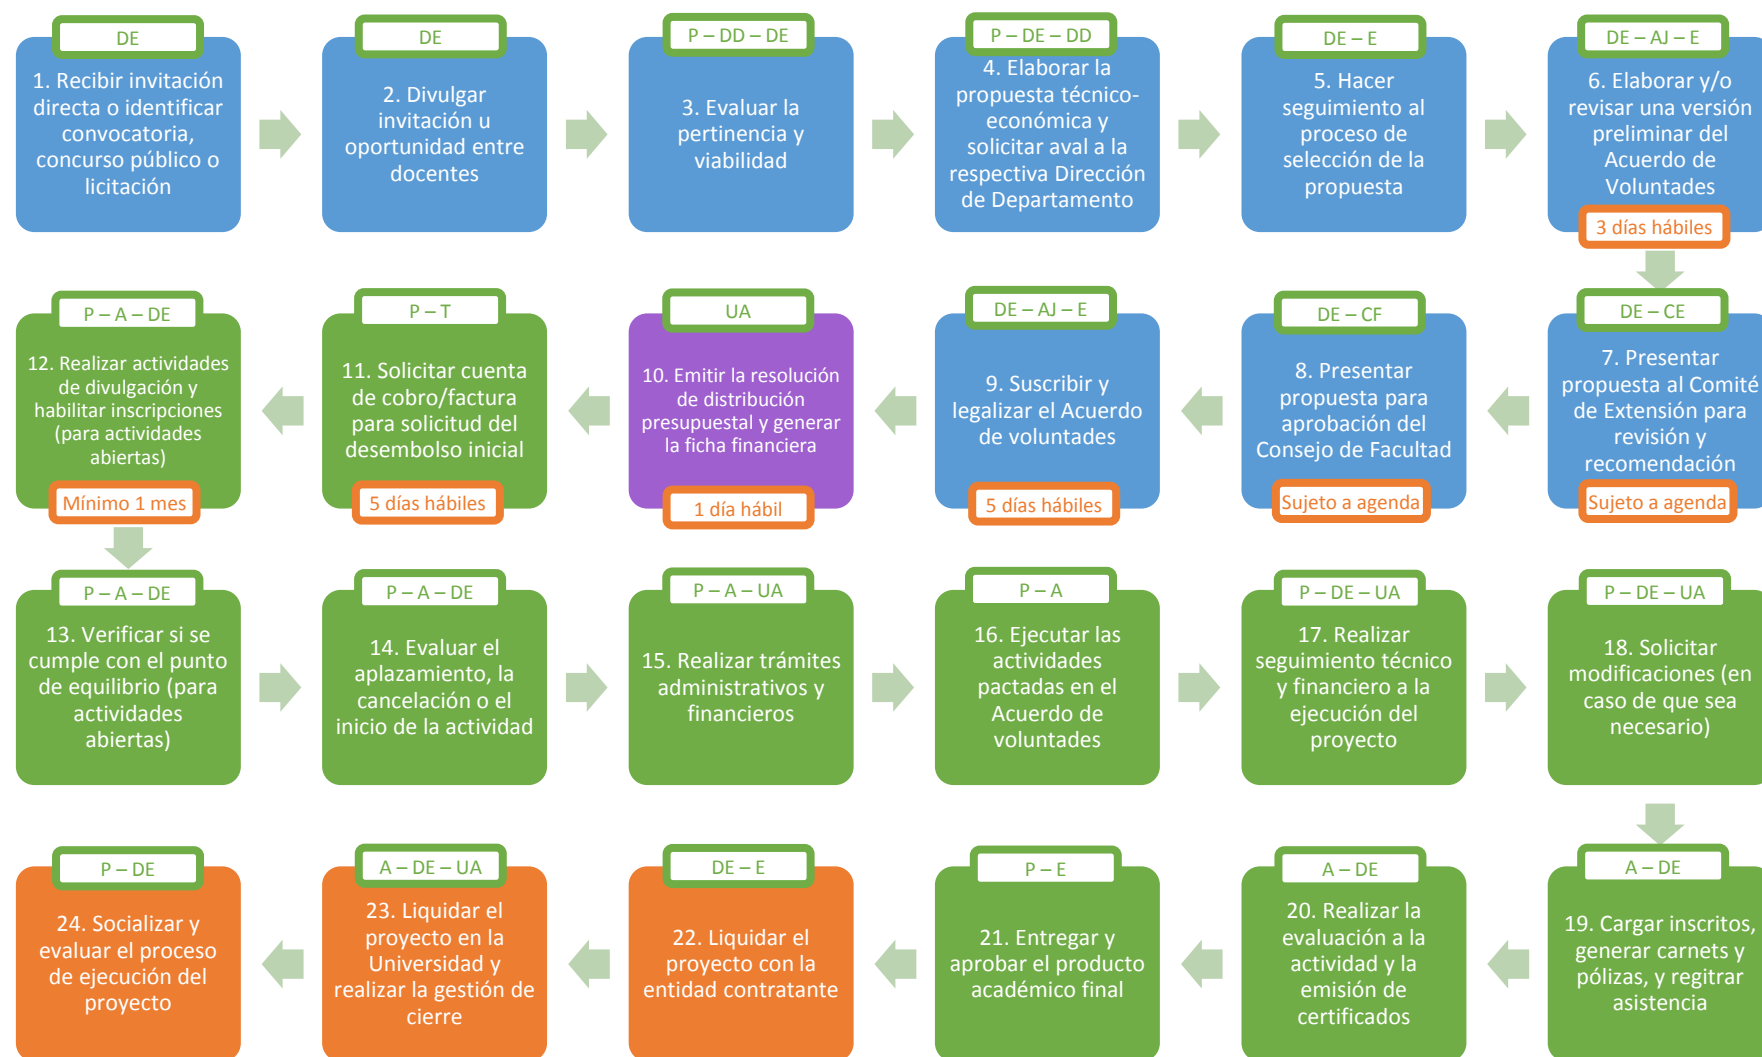 DE
1. Recibir invitación
directa o identificar
convocatoria,
concurso público o
licitación
DE
2. Divulgar
invitación u
oportunidad entre
docentes
P – DD – DE
3. Evaluar la
pertinencia y
viabilidad
P – DE – DD
4. Elaborar la
propuesta técnico-
económica y
solicitar aval a la
respectiva Dirección
de Departamento
DE – E
5. Hacer
seguimiento al
proceso de
selección de la
propuesta
DE – AJ – E
6. Elaborar y/o
revisar una versión
preliminar del
Acuerdo de
Voluntades
3 días hábiles
DE – CE
7. Presentar
propuesta al Comité
de Extensión para
revisión y
recomendación
Sujeto a agenda
DE – CF
8. Presentar
propuesta para
aprobación del
Consejo de Facultad
Sujeto a agenda
DE – AJ – E
9. Suscribir y
legalizar el Acuerdo
de voluntades
5 días hábiles
UA
10. Emitir la resolución
de distribución
presupuestal y generar
la ficha financiera
1 día hábil
P – T
11. Solicitar cuenta
de cobro/factura
para solicitud del
desembolso inicial
5 días hábiles
P – A – DE
12. Realizar actividades
de divulgación y
habilitar inscripciones
(para actividades
abiertas)
Mínimo 1 mes
P – A – DE
13. Verificar si se
cumple con el punto
de equilibrio (para
actividades
abiertas)
P – A – DE
14. Evaluar el
aplazamiento, la
cancelación o el
inicio de la actividad
P – A – UA
15. Realizar trámites
administrativos y
financieros
P – A
16. Ejecutar las
actividades
pactadas en el
Acuerdo de
voluntades
P – DE – UA
17. Realizar
seguimiento técnico
y financiero a la
ejecución del
proyecto
P – DE – UA
18. Solicitar
modificaciones (en
caso de que sea
necesario)
A – DE
19. Cargar inscritos,
generar carnets y
pólizas, y regitrar
asistencia
A – DE
20. Realizar la
evaluación a la
actividad y la
emisión de
certificados
P – E
21. Entregar y
aprobar el producto
académico final
DE – E
22. Liquidar el
proyecto con la
entidad contratante
A – DE – UA
23. Liquidar el
proyecto en la
Universidad y
realizar la gestión de
cierre
P – DE
24. Socializar y
evaluar el proceso
de ejecución del
proyecto